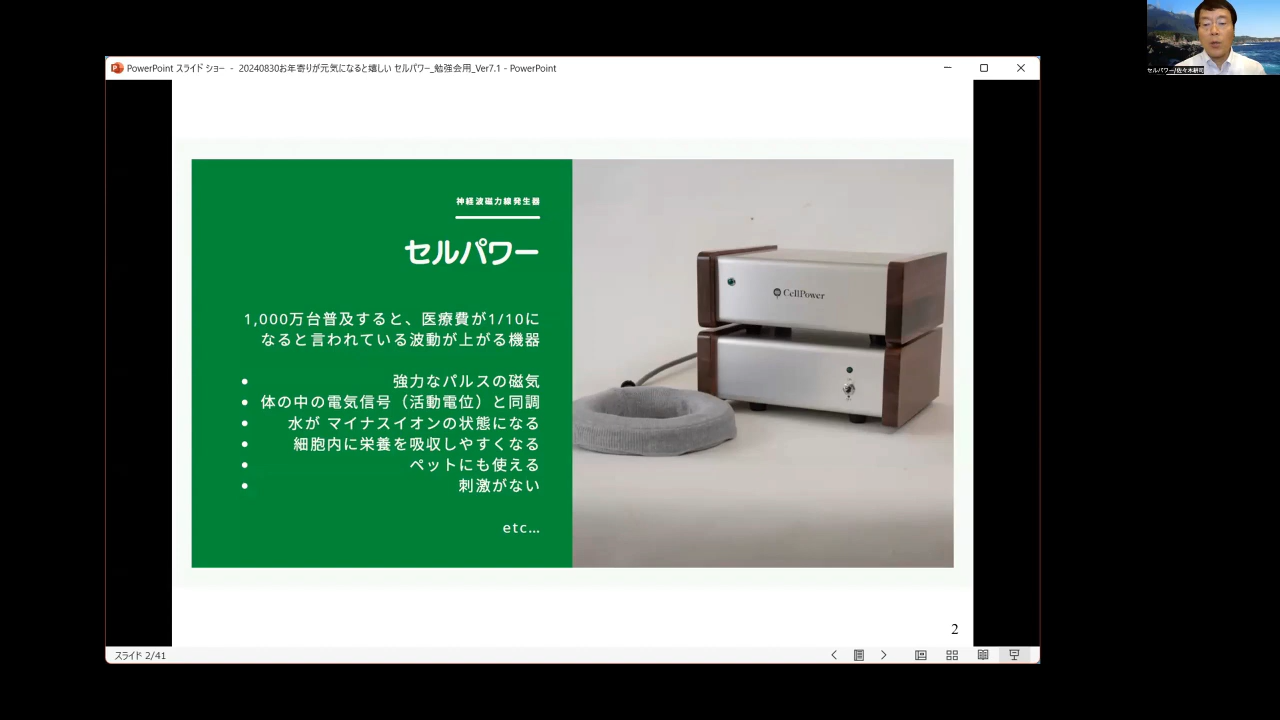 PowerPoint スライド ショー - 20240830お年寄りが元気になると嬉しい セルパワー_勉強会用_Ver7.1 - PowerPoint
セルパワー/佐々木耕司
神経波磁力線発生器
セルパワー
1,000万台普及すると、医療費が1/10に
なると言われている波動が上がる機器
• 強力なパルスの磁気
• 体の中の電気信号（活動電位）と同調
• 水が マイナスイオンの状態になる
• 細胞内に栄養を吸収しやすくなる
• ペットにも使える
• 刺激がない
etc…
CellPower
2
スライド 2/41